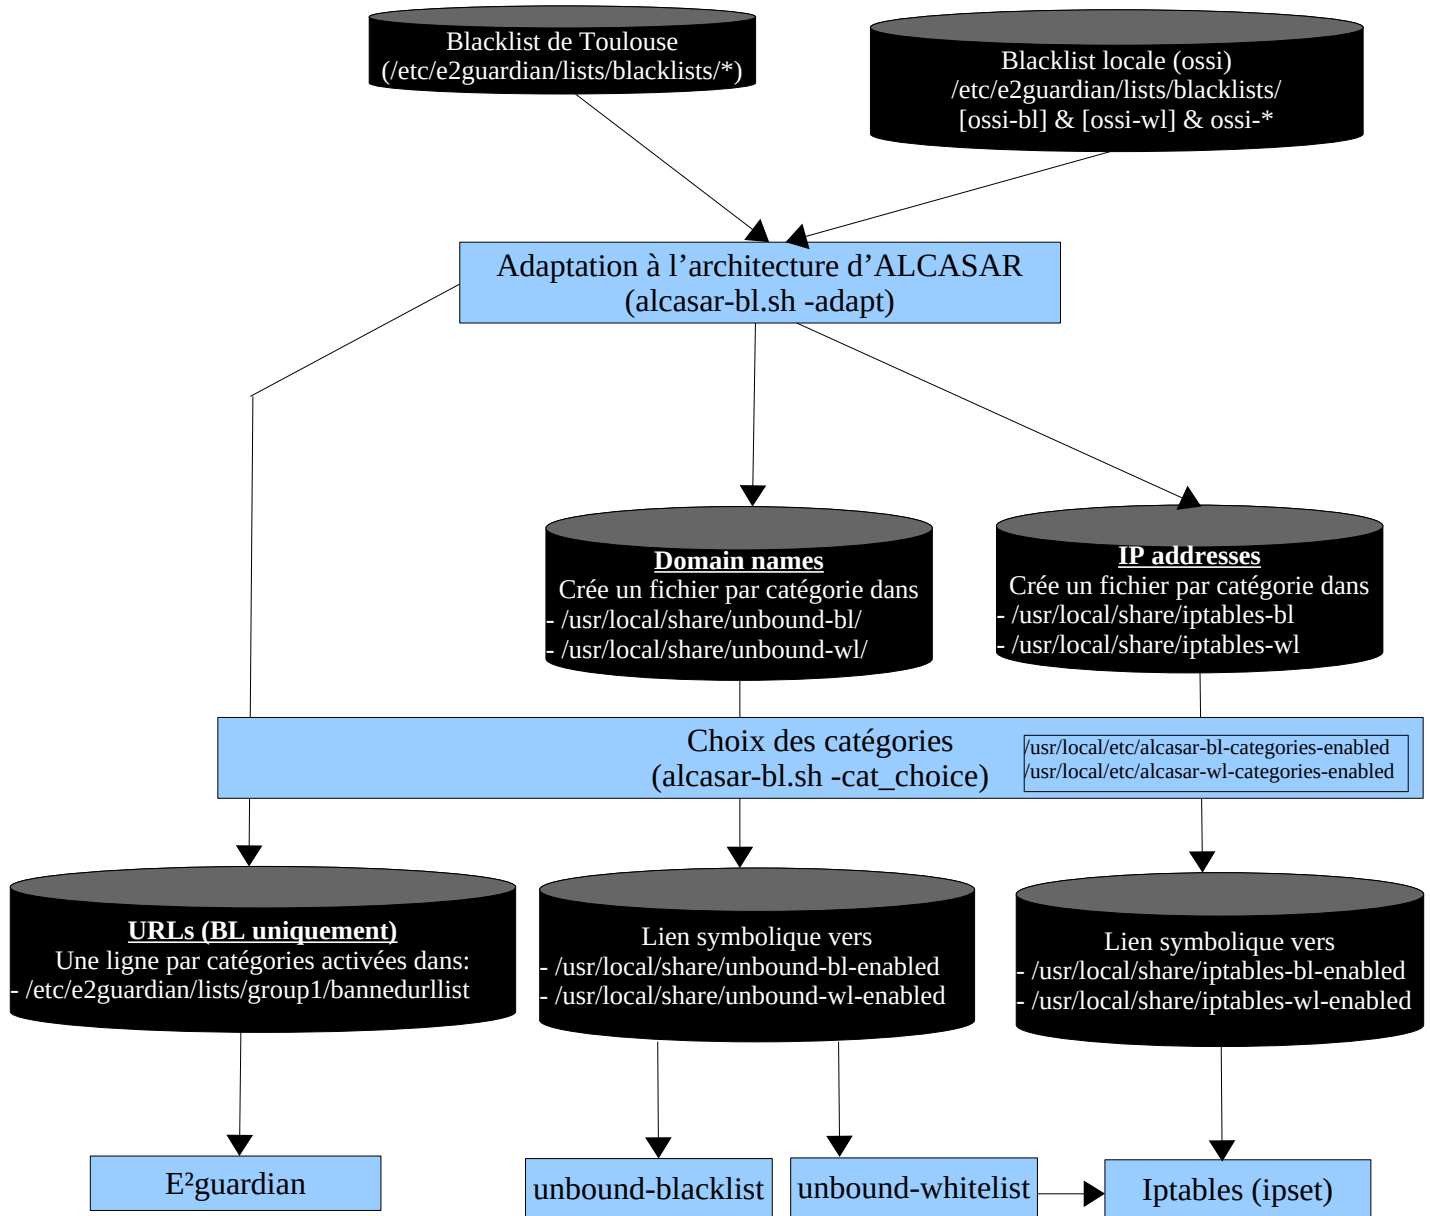 Blacklist de Toulouse
(/etc/e2guardian/lists/blacklists/*)
Blacklist locale (ossi)
/etc/e2guardian/lists/blacklists/
[ossi-bl] & [ossi-wl] & ossi-*
Adaptation à l’architecture d’ALCASAR
(alcasar-bl.sh -adapt)
Domain names
Crée un fichier par catégorie dans
- /usr/local/share/unbound-bl/
- /usr/local/share/unbound-wl/
IP addresses
Crée un fichier par catégorie dans
- /usr/local/share/iptables-bl
- /usr/local/share/iptables-wl
Choix des catégories
(alcasar-bl.sh -cat_choice)
/usr/local/etc/alcasar-bl-categories-enabled
/usr/local/etc/alcasar-wl-categories-enabled
URLs (BL uniquement)
Une ligne par catégories activées dans:
- /etc/e2guardian/lists/group1/bannedurllist
Lien symbolique vers
- /usr/local/share/unbound-bl-enabled
- /usr/local/share/unbound-wl-enabled
Lien symbolique vers
- /usr/local/share/iptables-bl-enabled
- /usr/local/share/iptables-wl-enabled
E²guardian
unbound-blacklist
unbound-whitelist
Iptables (ipset)